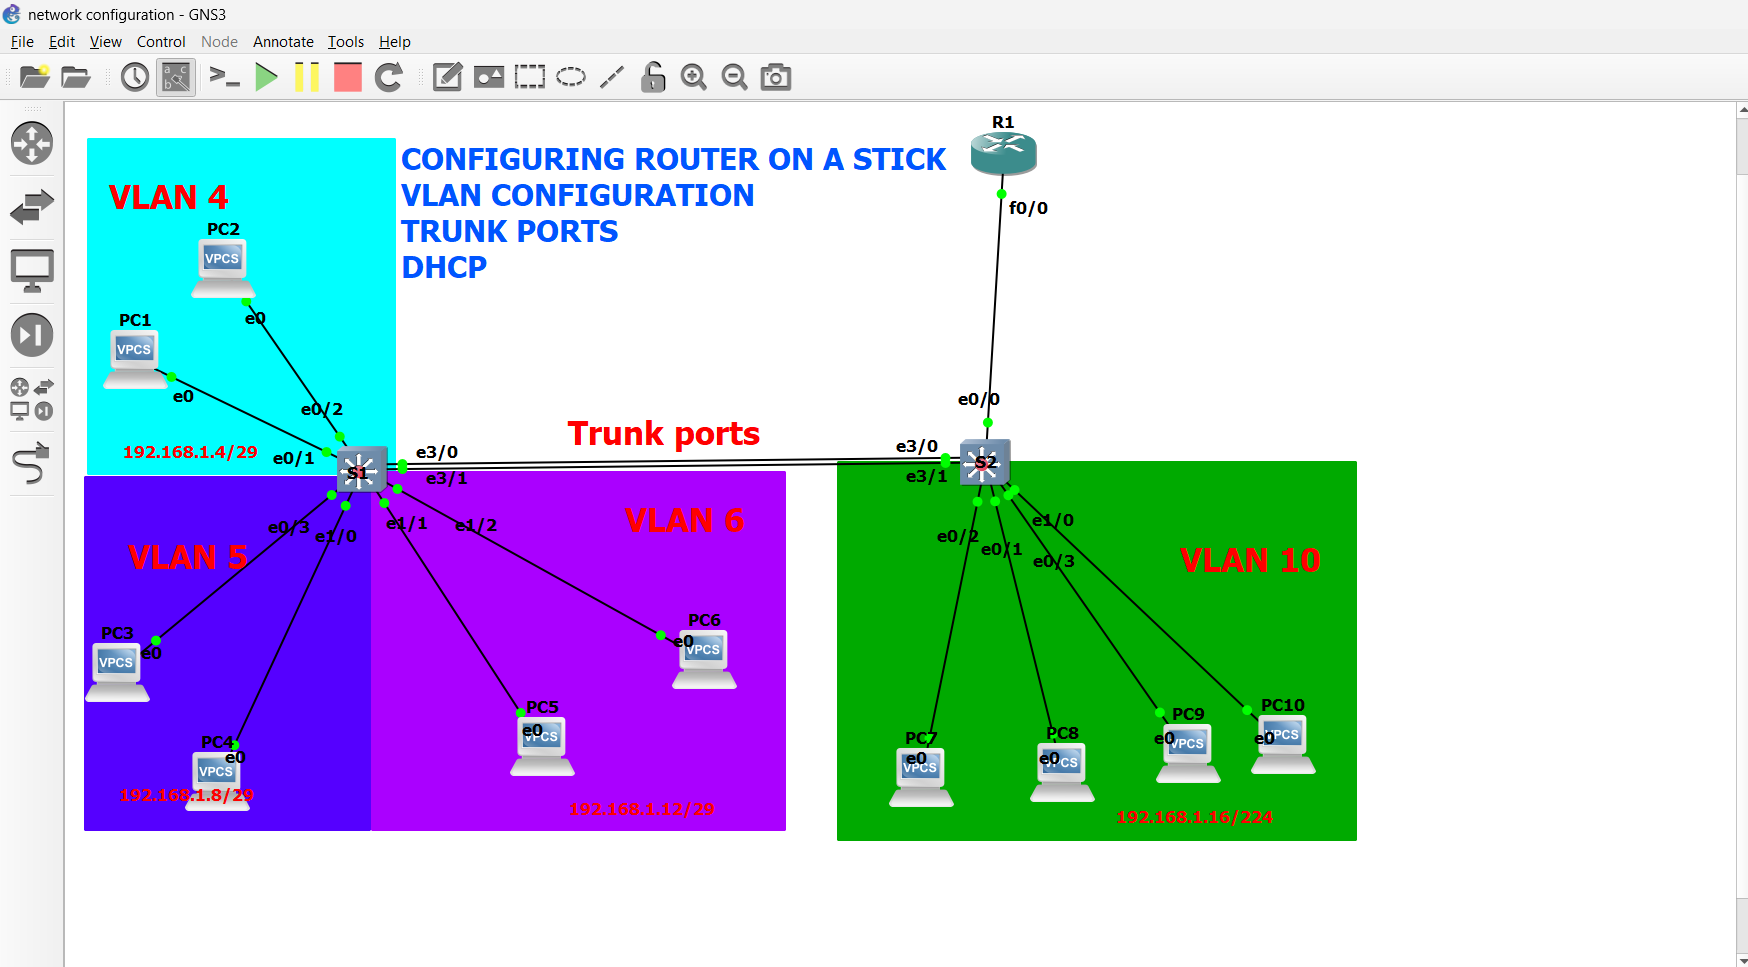 network configuration - GNS3
File Edit View Control Node Annotate Tools Help
R1
f0/0
CONFIGURING ROUTER ON A STICK
VLAN CONFIGURATION
TRUNK PORTS
DHCP
VLAN 4
PC2
VPCS
e0
PC1
VPCS
e0
e0/2
192.168.1.4/29
e0/1
S1
e3/0
e3/1
Trunk ports
e0/0
e3/0
e3/1
S2
e0/3
e1/0
e1/1
e1/2
VLAN 5
VLAN 6
PC3
VPCS
e0
PC4
e0
VPCS
192.168.1.8/29
PC5
e0
VPCS
PC6
e0
VPCS
192.168.1.12/29
e0/2
e0/1
e0/3
e1/0
VLAN 10
PC7
e0
VPCS
PC8
e0
VPCS
PC9
e0
VPCS
PC10
e0
VPCS
192.168.1.16/224